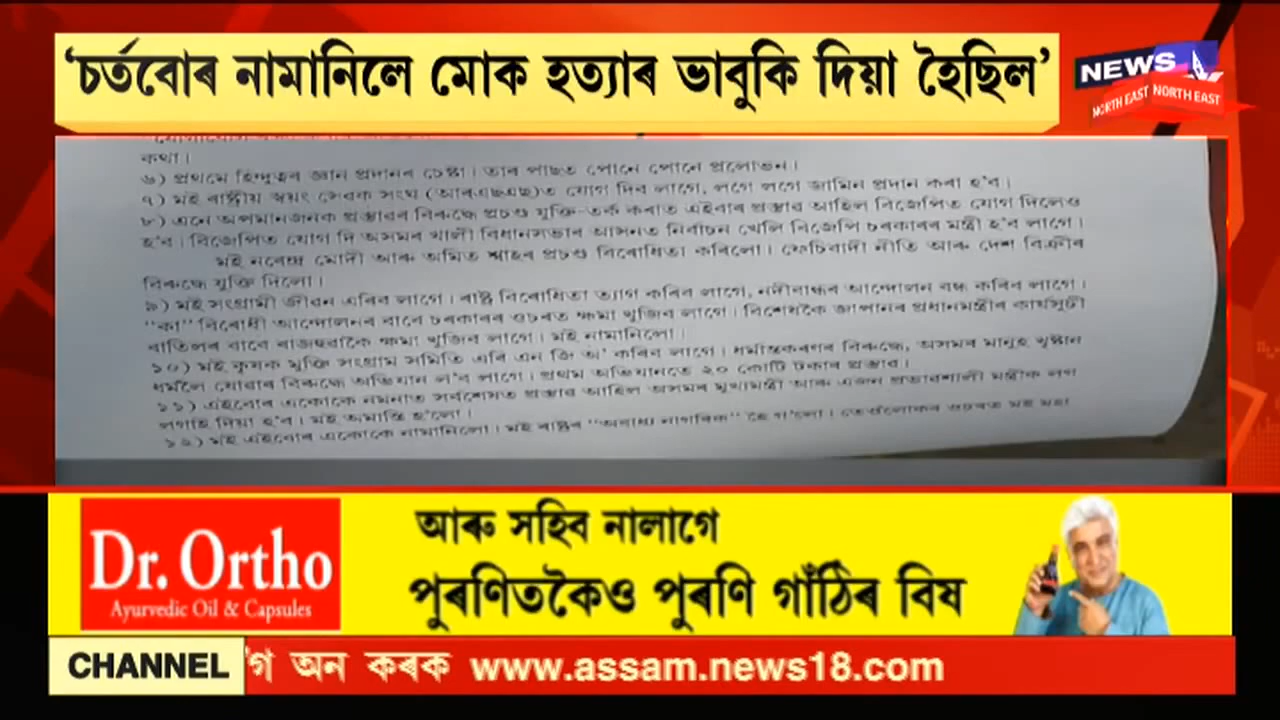 ‘চৰ্তবোৰ নামানিলে মোক হত্যাৰ ভাবুকি দিয়া হৈছিল’
NEWS
NORTH EAST NORTH EAST
কথা।
৬) প্ৰথমে হিন্দুত্বৰ জ্ঞান প্ৰদানৰ চেষ্টা। তাৰ পাছত পোনে পোনে প্ৰলোভন।
৭) মই ৰাষ্ট্ৰীয় স্বয়ং সেৱক সংঘ (আৰএছএছ)ত যোগ দিব লাগে, লগে লগে জামিন প্ৰদান কৰা হ’ব।
৮) এনে অপমানজনক প্ৰস্তাৱৰ বিৰুদ্ধে প্ৰচণ্ড যুক্তি-তৰ্ক কৰাত এইবাৰ প্ৰস্তাৱ আহিল বিজেপিত যোগ দিলেও
হ’ব। বিজেপিত যোগ দি অসমৰ খালী বিধানসভাৰ আসনত নিৰ্বাচন খেলি বিজেপি চৰকাৰৰ মন্ত্ৰী হ’ব লাগে।
মই নৰেন্দ্ৰ মোদী আৰু অমিত শ্বাহৰ প্ৰচণ্ড বিৰোধিতা কৰিলো। ফেচিবাদী নীতি আৰু দেশ বিক্ৰীৰ
বিৰুদ্ধে যুক্তি দিলো।
৯) মই সংগ্ৰামী জীৱন এৰিব লাগে। ৰাষ্ট্ৰ বিৰোধিতা ত্যাগ কৰিব লাগে, নদীবান্ধৰ আন্দোলন বন্ধ কৰিব লাগে।
“কা” বিৰোধী আন্দোলনৰ বাবে চৰকাৰৰ ওচৰত ক্ষমা খুজিব লাগে। বিশেষকৈ জাপানৰ প্ৰধানমন্ত্ৰীৰ কাৰ্যসূচী
বাতিলৰ বাবে ৰাজহুৱাকৈ ক্ষমা খুজিব লাগে। মই নামানিলো।
১০) মই কৃষক মুক্তি সংগ্ৰাম সমিতি এৰি এন জি অ’ কৰিব লাগে। ধৰ্মান্তকৰণৰ বিৰুদ্ধে, অসমৰ মানুহ খৃষ্টান
ধৰ্মলৈ যোৱাৰ বিৰুদ্ধে অভিযান ল’ব লাগে। প্ৰথম অভিযানতে ২০ কোটি টকাৰ প্ৰস্তাৱ।
১১) এইবোৰ একোকে নমনাত সৰ্বশেষত প্ৰস্তাৱ আহিল অসমৰ মুখ্যমন্ত্ৰী আৰু এজন প্ৰভাৱশালী মন্ত্ৰীক লগ
লগাই দিয়া হ’ব। মই অমান্তি হ’লো।
১২) মই এইবোৰ একোকে নামানিলো। মই ৰাষ্ট্ৰৰ “অবাধ্য নাগৰিক” হৈ গ’লো। তেওঁলোকৰ ওচৰত মই মহা
Dr. Ortho
Ayurvedic Oil & Capsules
আৰু সহিব নালাগে
পুৰণিতকৈও পুৰণি গাঁঠিৰ বিষ
CHANNEL
’গ অন কৰক www.assam.news18.com